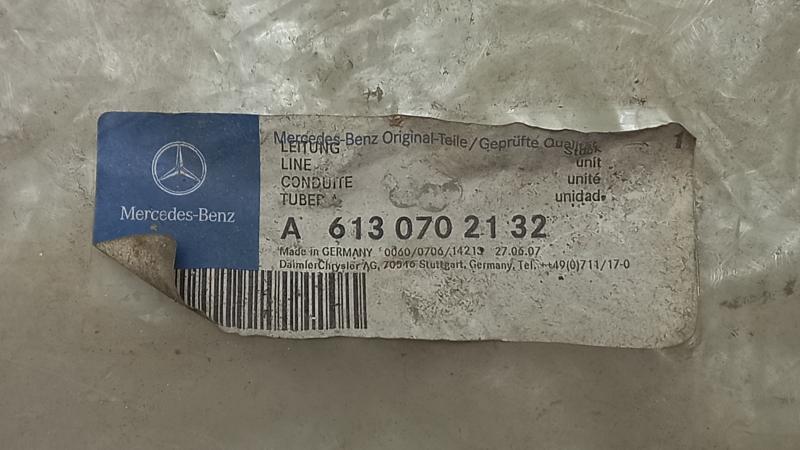 Mercedes-Benz
Mercedes-Benz Original-Teile/Geprüfte Qualität
1
LEITUNG Stück
LINE unit
CONDUITE unité
TUBER unidad.
A 613 070 21 32
Made in GERMANY 0060/0706/14213 27.06.07
DaimlerChrysler AG, 70546 Stuttgart, Germany, Tel. ++49(0)711/17-0